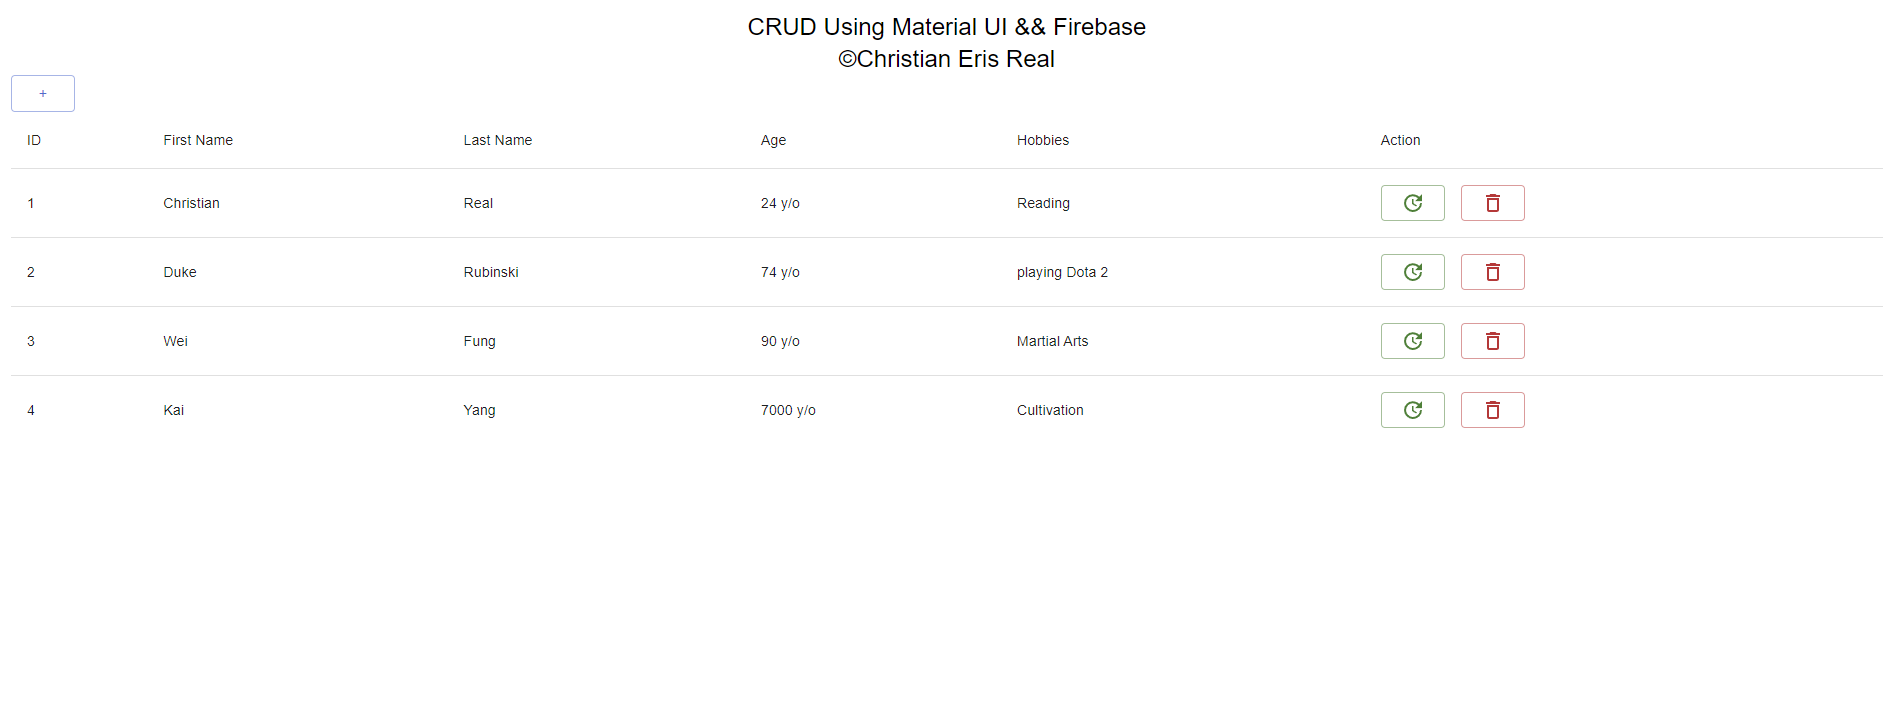 CRUD Using Material UI && Firebase
©Christian Eris Real
+
ID First Name Last Name Age Hobbies Action
1 Christian Real 24 y/o Reading
2 Duke Rubinski 74 y/o playing Dota 2
3 Wei Fung 90 y/o Martial Arts
4 Kai Yang 7000 y/o Cultivation